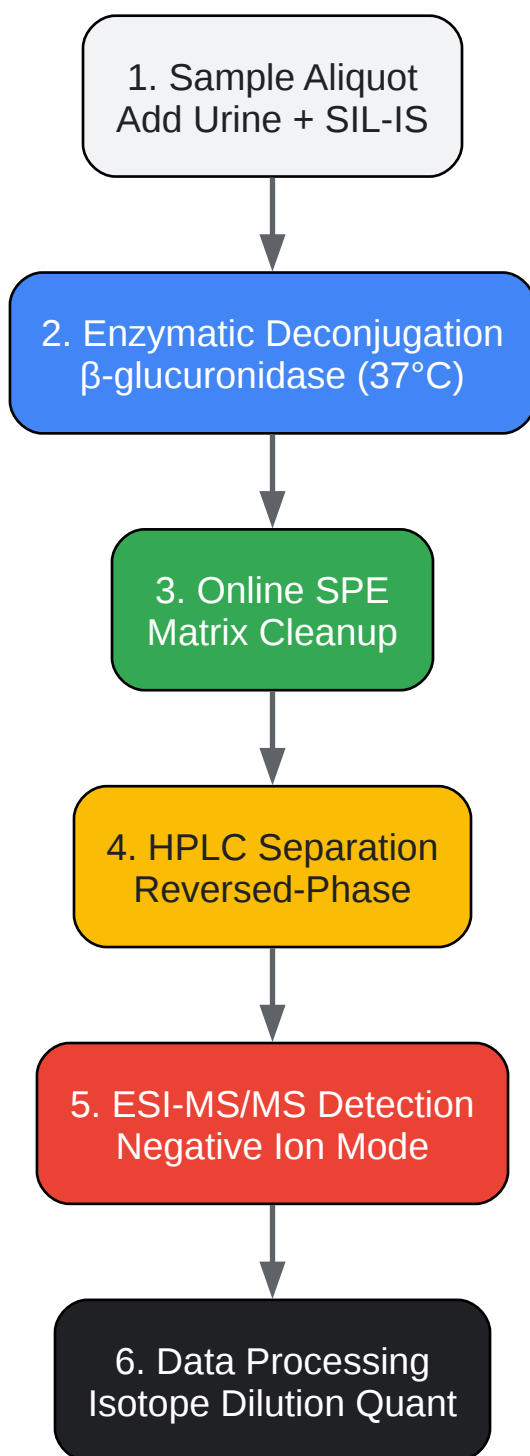 1. Sample Aliquot
Add Urine + SIL-IS
2. Enzymatic Deconjugation
β-glucuronidase (37°C)
3. Online SPE
Matrix Cleanup
4. HPLC Separation
Reversed-Phase
5. ESI-MS/MS Detection
Negative Ion Mode
6. Data Processing
Isotope Dilution Quant